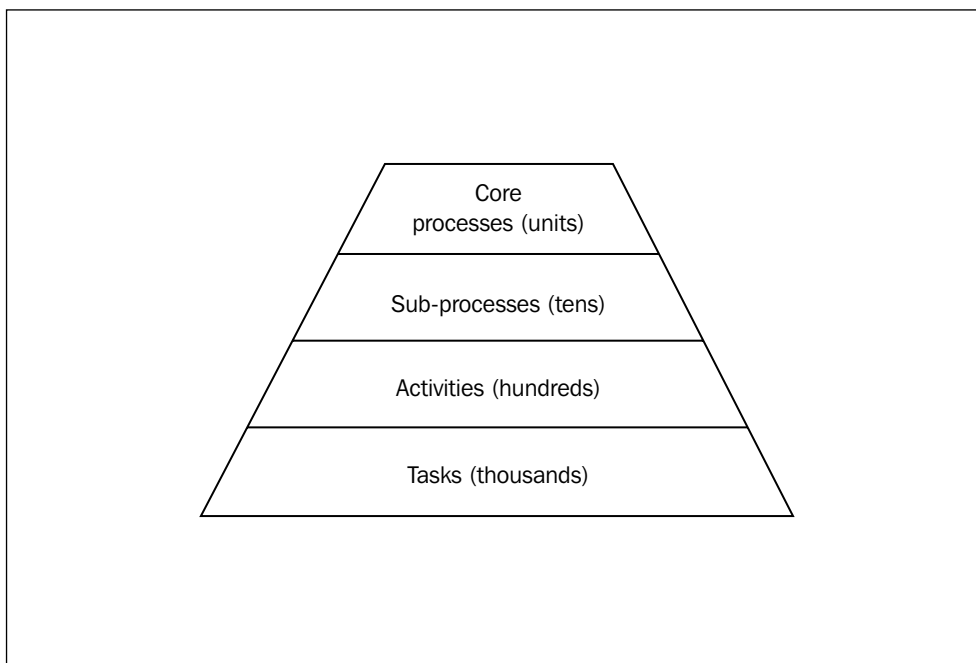 Core
processes (units)
Sub-processes (tens)
Activities (hundreds)
Tasks (thousands)